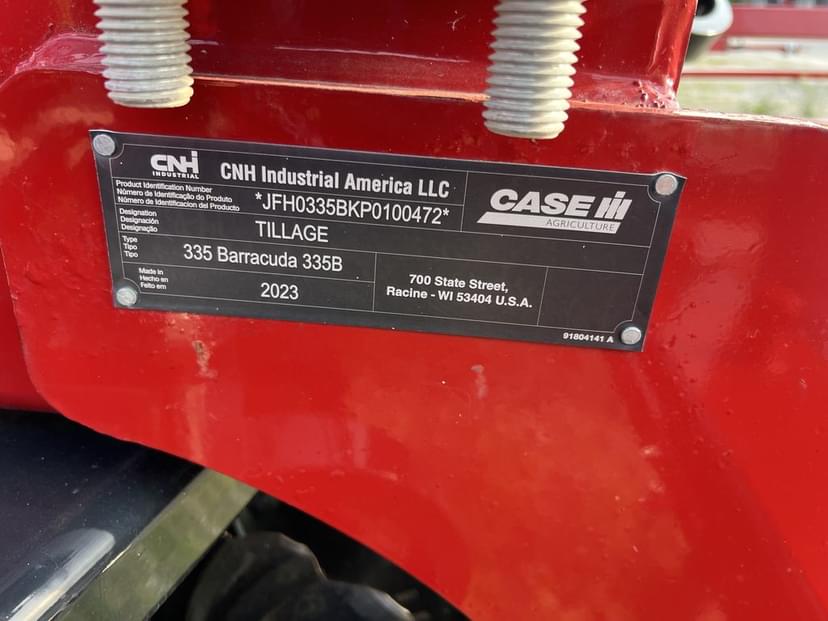 CNH
INDUSTRIAL
CNH Industrial America LLC
Product Identification Number
Número de Identificação do Produto
Número de Identificacion del Producto
*JFH0335BKP0100472*
Designation
Designación
Designação
TILLAGE
Type
Tipo
Tipo
335 Barracuda 335B
Made in
Hecho en
Feito em
2023
700 State Street,
Racine - WI 53404 U.S.A.
CASE IH
AGRICULTURE
91804141 A